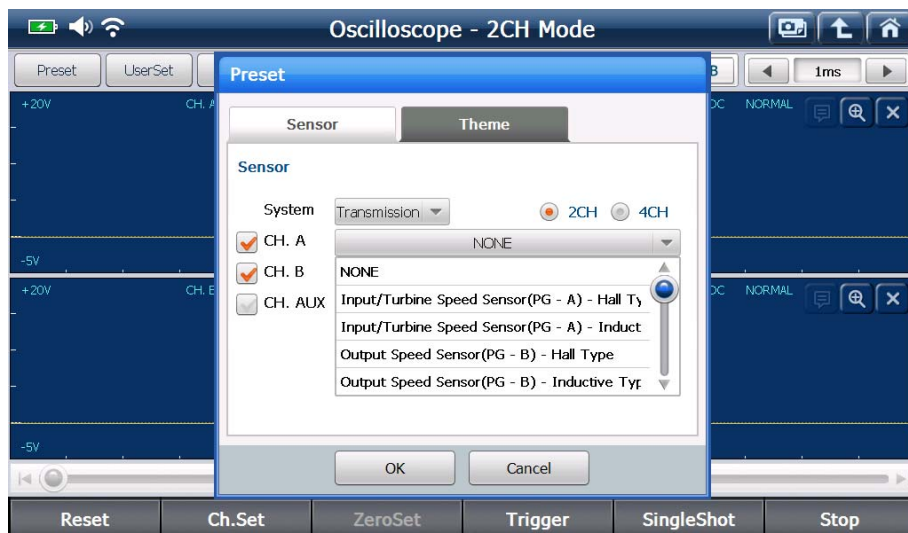 Oscilloscope - 2CH Mode
Preset UserSet B 1ms
Preset
+20V CH. A DC NORMAL
Sensor Theme
Sensor
System Transmission 2CH 4CH
CH. A NONE
-5V
CH. B NONE
+20V CH. B DC NORMAL
CH. AUX Input/Turbine Speed Sensor(PG - A) - Hall Ty
Input/Turbine Speed Sensor(PG - A) - Induct
Output Speed Sensor(PG - B) - Hall Type
Output Speed Sensor(PG - B) - Inductive Typ
-5V
OK Cancel
Reset Ch.Set ZeroSet Trigger SingleShot Stop